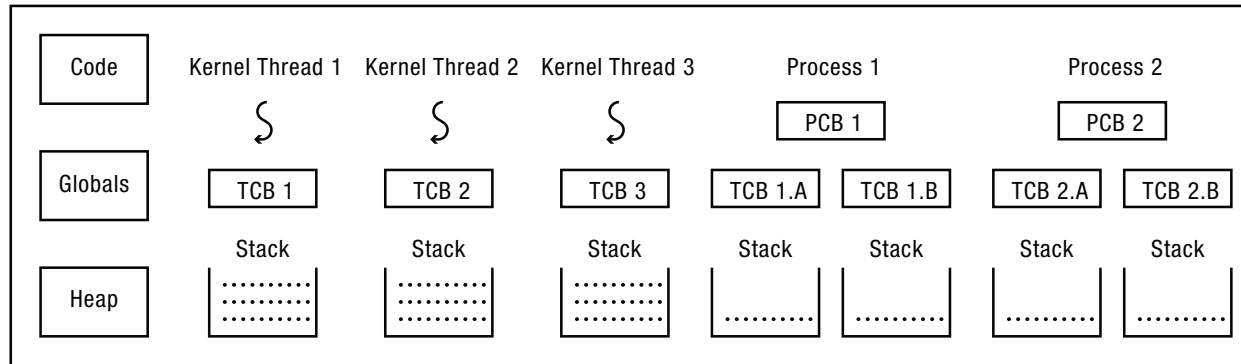 Code
Kernel Thread 1 Kernel Thread 2 Kernel Thread 3 Process 1 Process 2
PCB 1 PCB 2
Globals
TCB 1 TCB 2 TCB 3 TCB 1.A TCB 1.B TCB 2.A TCB 2.B
Stack Stack Stack Stack Stack Stack Stack
Heap